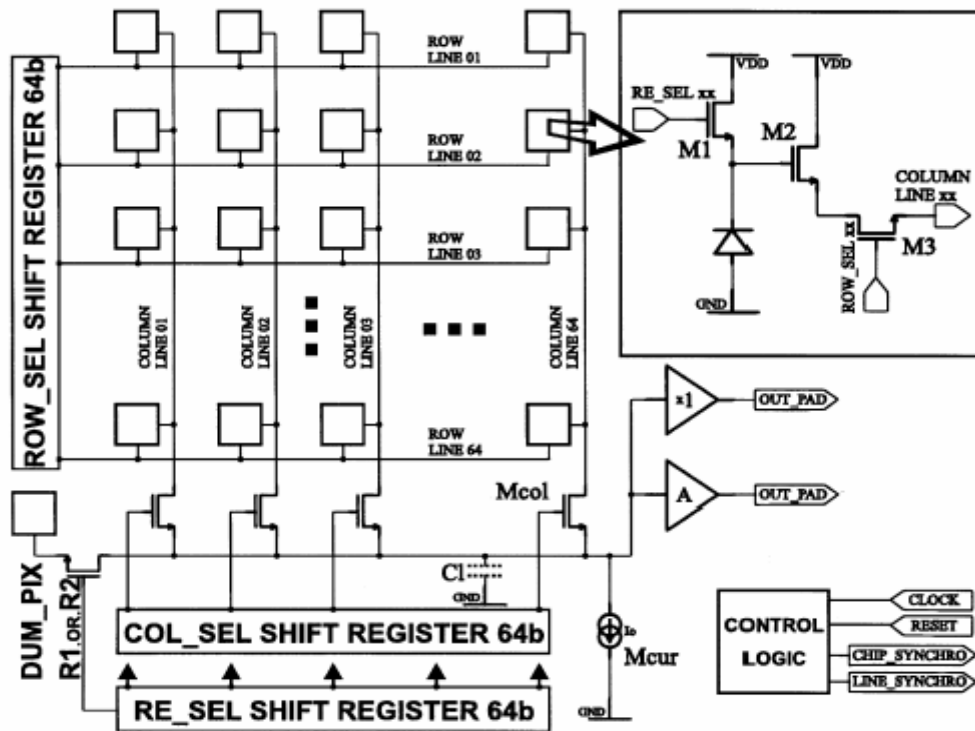 ROW_SEL SHIFT REGISTER 64b
ROW
LINE 01
ROW
LINE 02
ROW
LINE 03
ROW
LINE 64
COLUMN
LINE 01
COLUMN
LINE 02
COLUMN
LINE 03
COLUMN
LINE 64
VDD
VDD
RE_SEL xx
M1
M2
COLUMN
LINE xx
M3
ROW_SEL xx
GND
x1
OUT_PAD
A
OUT_PAD
Mcol
DUM_PIX
R1.OR.R2
Cl
GND
Io
Mcur
GND
COL_SEL SHIFT REGISTER 64b
RE_SEL SHIFT REGISTER 64b
CONTROL
LOGIC
CLOCK
RESET
CHIP_SYNCHRO
LINE_SYNCHRO